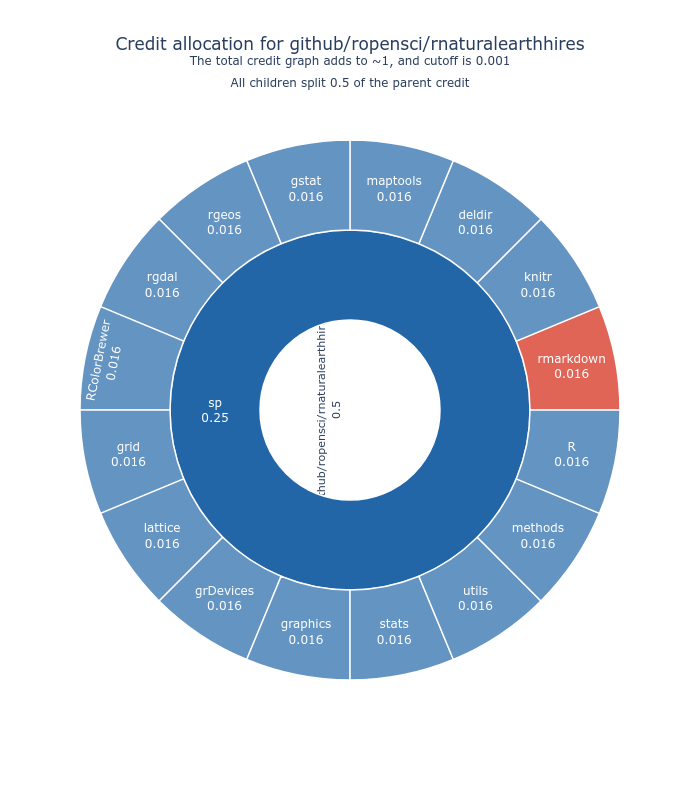 Credit allocation for github/ropensci/rnaturalearthhires
The total credit graph adds to ~1, and cutoff is 0.001
All children split 0.5 of the parent credit
gstat
0.016
maptools
0.016
rgeos
0.016
deldir
0.016
rgdal
0.016
knitr
0.016
RColorBrewer
0.016
rmarkdown
0.016
sp
0.25
hub/ropensci/rnaturalearthhir
0.5
grid
0.016
R
0.016
lattice
0.016
methods
0.016
grDevices
0.016
utils
0.016
graphics
0.016
stats
0.016